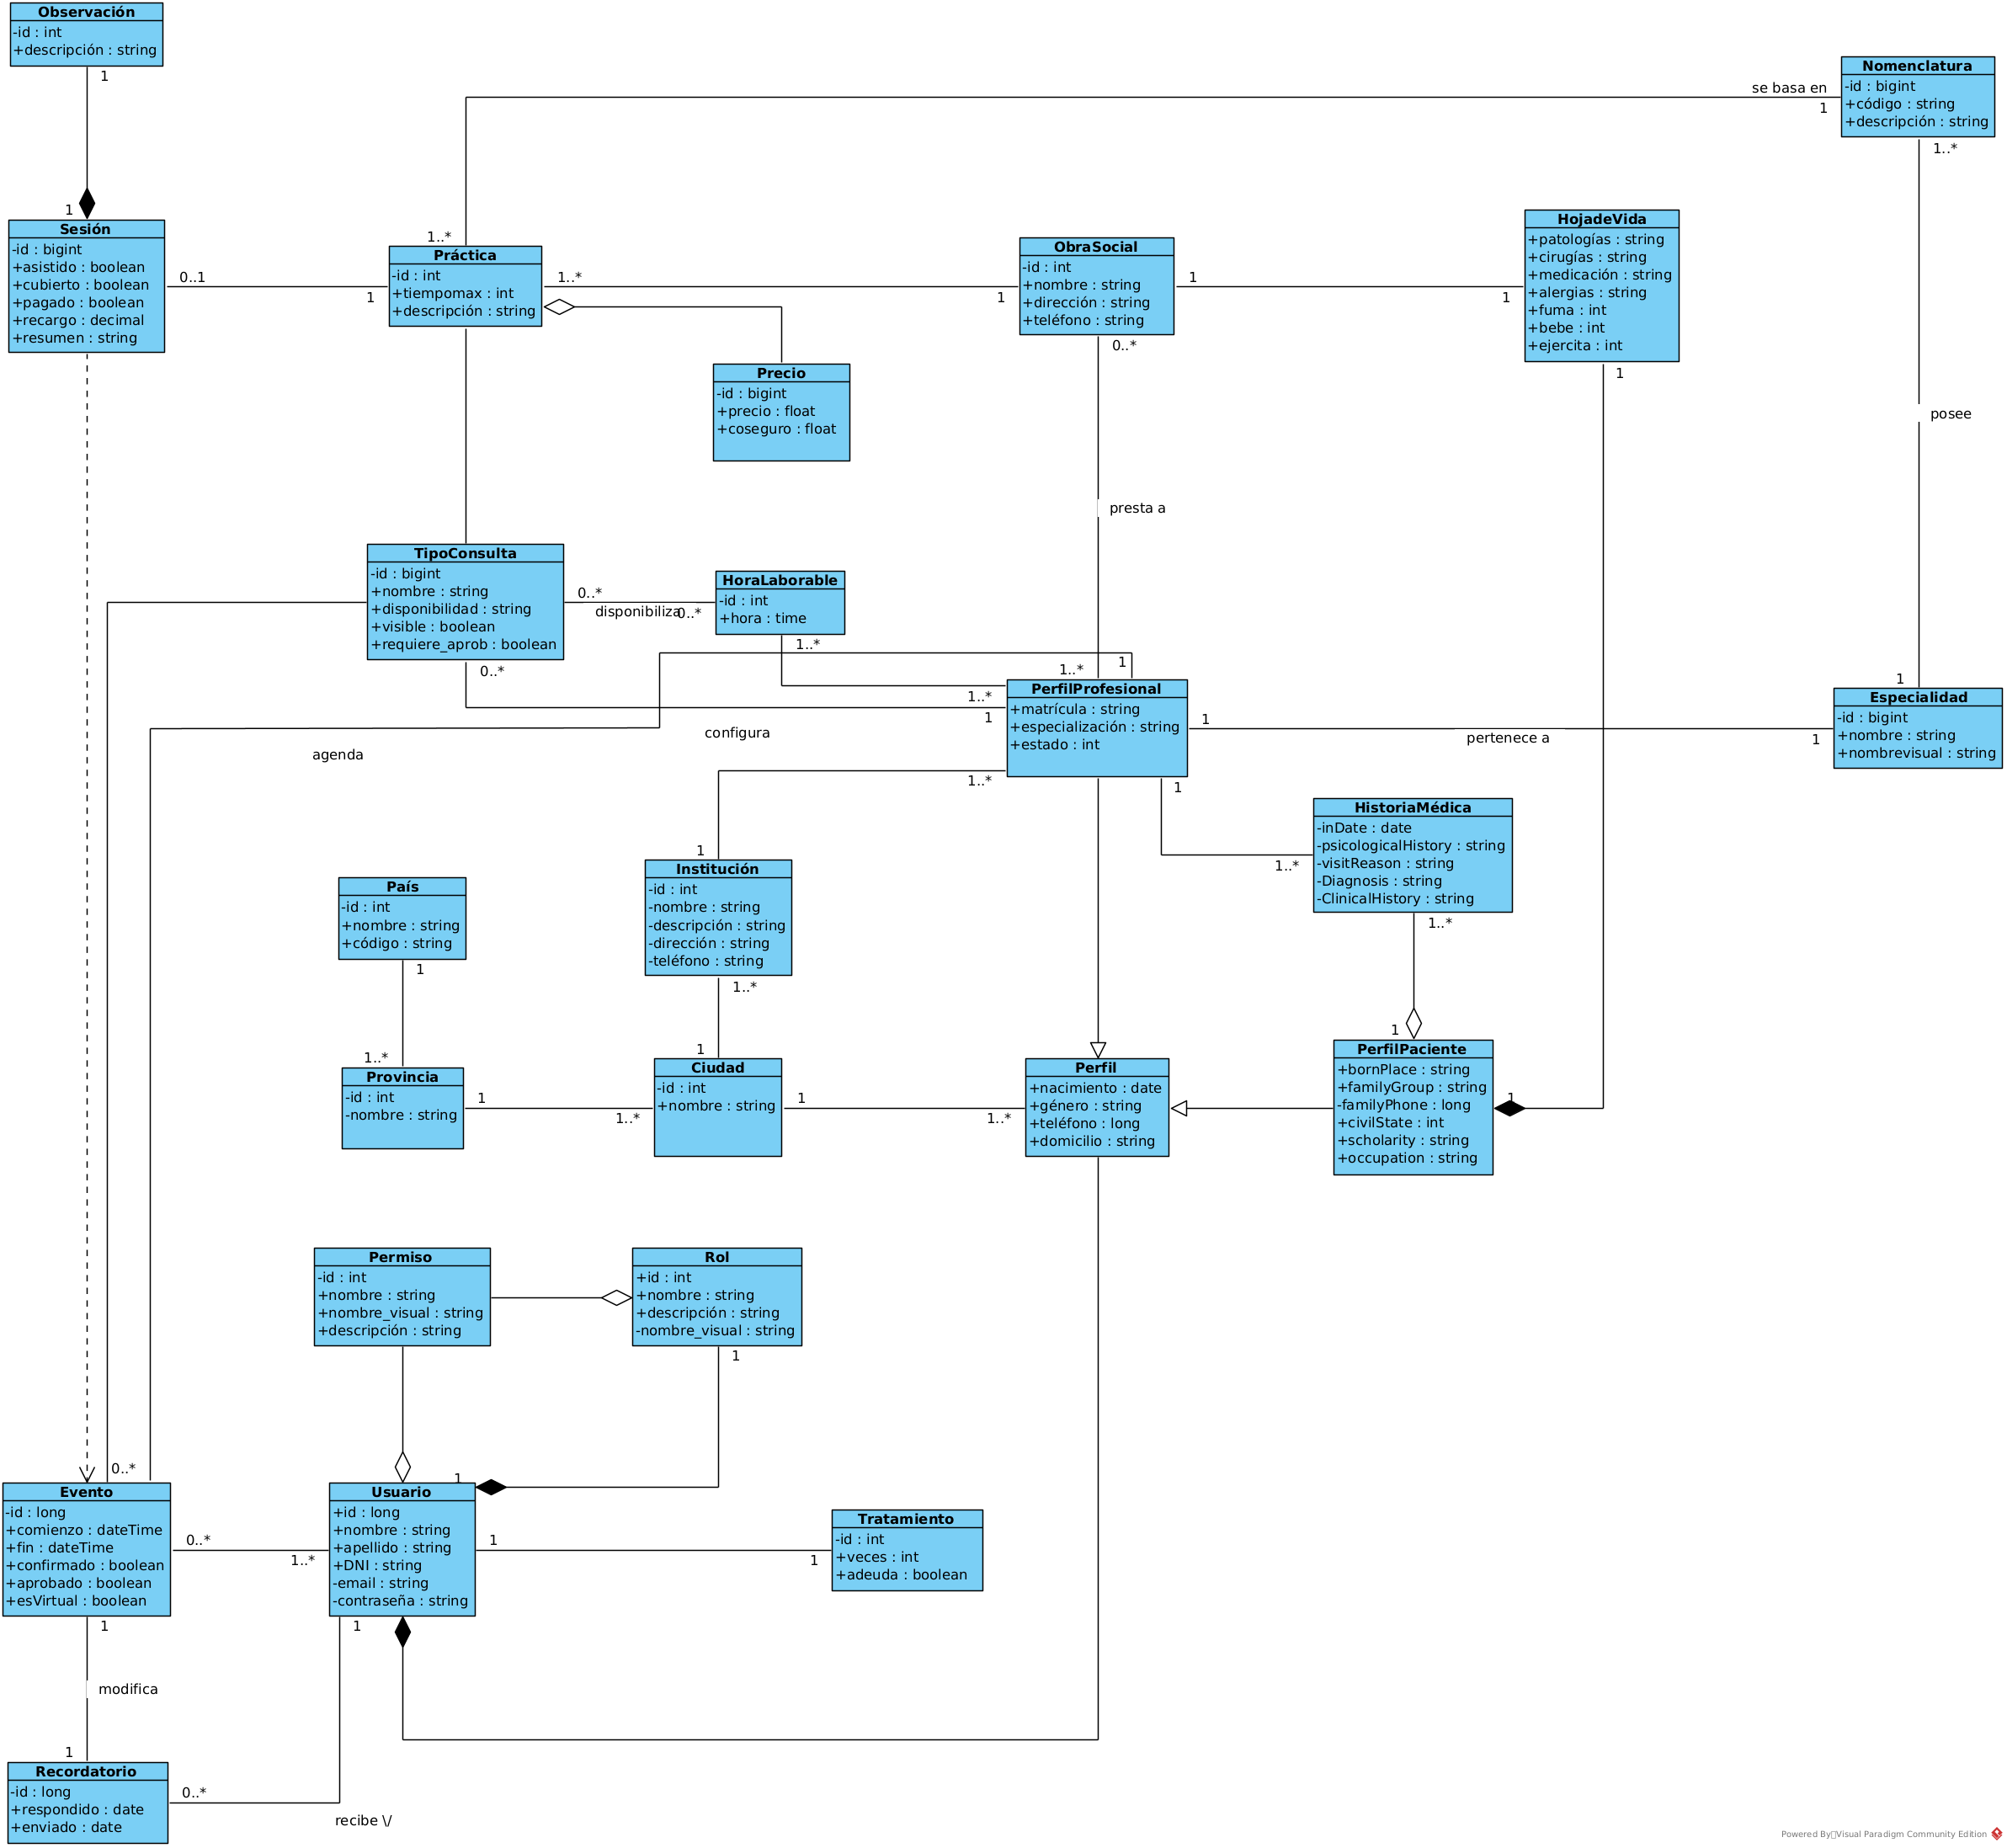 Observación
-id : int
+descripción : string
1
1
Nomenclatura
-id : bigint
+código : string
+descripción : string
se basa en
1
1..*
1..*
Sesión
-id : bigint
+asistido : boolean
+cubierto : boolean
+pagado : boolean
+recargo : decimal
+resumen : string
0..1
1
Práctica
-id : int
+tiempomax : int
+descripción : string
1..*
1
ObraSocial
-id : int
+nombre : string
+dirección : string
+teléfono : string
1
1
0..*
HojadeVida
+patologías : string
+cirugías : string
+medicación : string
+alergias : string
+fuma : int
+bebe : int
+ejercita : int
1
Precio
-id : bigint
+precio : float
+coseguro : float
posee
presta a
TipoConsulta
-id : bigint
+nombre : string
+disponibilidad : string
+visible : boolean
+requiere_aprob : boolean
0..*
disponibiliza
0..*
0..*
HoraLaborable
-id : int
+hora : time
1..*
1..*
1
1..*
1
PerfilProfesional
+matrícula : string
+especialización : string
+estado : int
1
pertenece a
1
1
Especialidad
-id : bigint
+nombre : string
+nombrevisual : string
configura
agenda
1..*
1
1
Institución
-id : int
-nombre : string
-descripción : string
-dirección : string
-teléfono : string
1..*
HistoriaMédica
-inDate : date
-psicologicalHistory : string
-visitReason : string
-Diagnosis : string
-ClinicalHistory : string
1..*
1..*
País
-id : int
+nombre : string
+código : string
1
1..*
Provincia
-id : int
-nombre : string
1
1..*
1
Ciudad
-id : int
+nombre : string
1
1..*
Perfil
+nacimiento : date
+género : string
+teléfono : long
+domicilio : string
1
PerfilPaciente
+bornPlace : string
+familyGroup : string
-familyPhone : long
+civilState : int
+scholarity : string
+occupation : string
1
Permiso
-id : int
+nombre : string
+nombre_visual : string
+descripción : string
Rol
+id : int
+nombre : string
+descripción : string
-nombre_visual : string
1
1
0..*
Evento
-id : long
+comienzo : dateTime
+fin : dateTime
+confirmado : boolean
+aprobado : boolean
+esVirtual : boolean
0..*
1..*
1
Usuario
+id : long
+nombre : string
+apellido : string
+DNI : string
-email : string
-contraseña : string
1
1
1
Tratamiento
-id : int
+veces : int
+adeuda : boolean
modifica
1
Recordatorio
-id : long
+respondido : date
+enviado : date
0..*
recibe \/
Powered By Visual Paradigm Community Edition